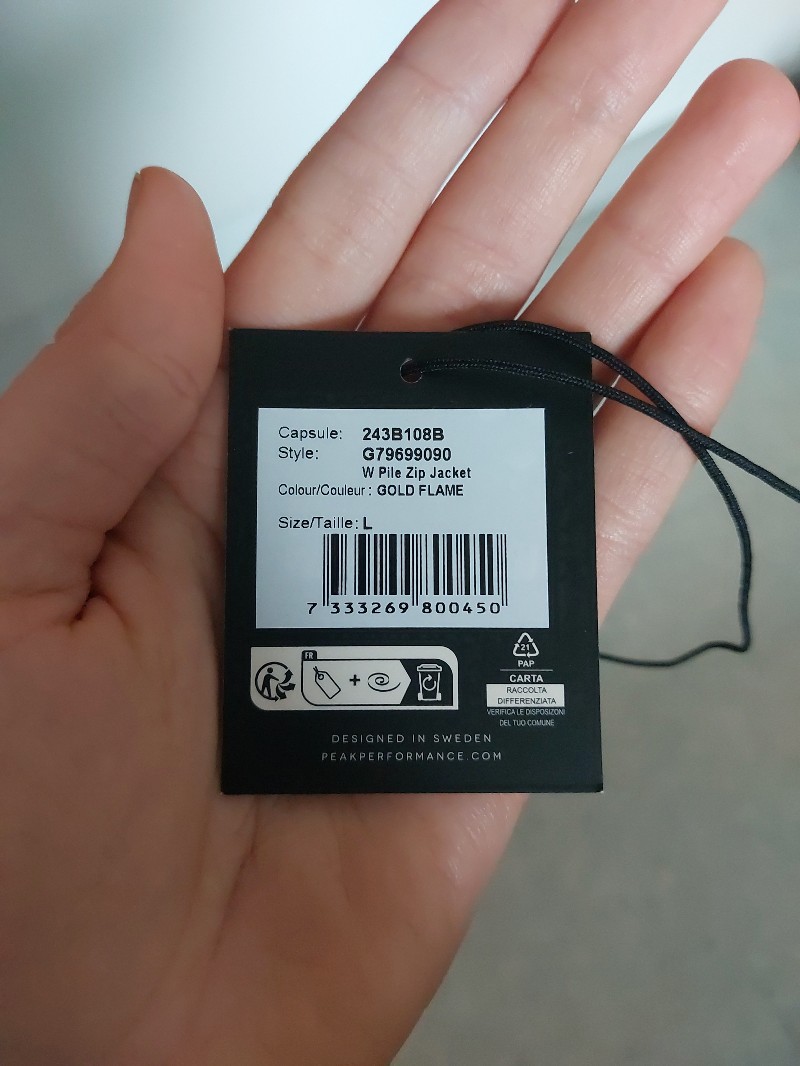 Capsule: 243B108B
Style: G79699090
W Pile Zip Jacket
Colour/Couleur : GOLD FLAME
Size/Taille: L
7 333269 800450
FR
+
21
PAP
CARTA
RACCOLTA
DIFFERENZIATA
VERIFICA LE DISPOSIZIONI
DEL TUO COMUNE
DESIGNED IN SWEDEN
PEAKPERFORMANCE.COM